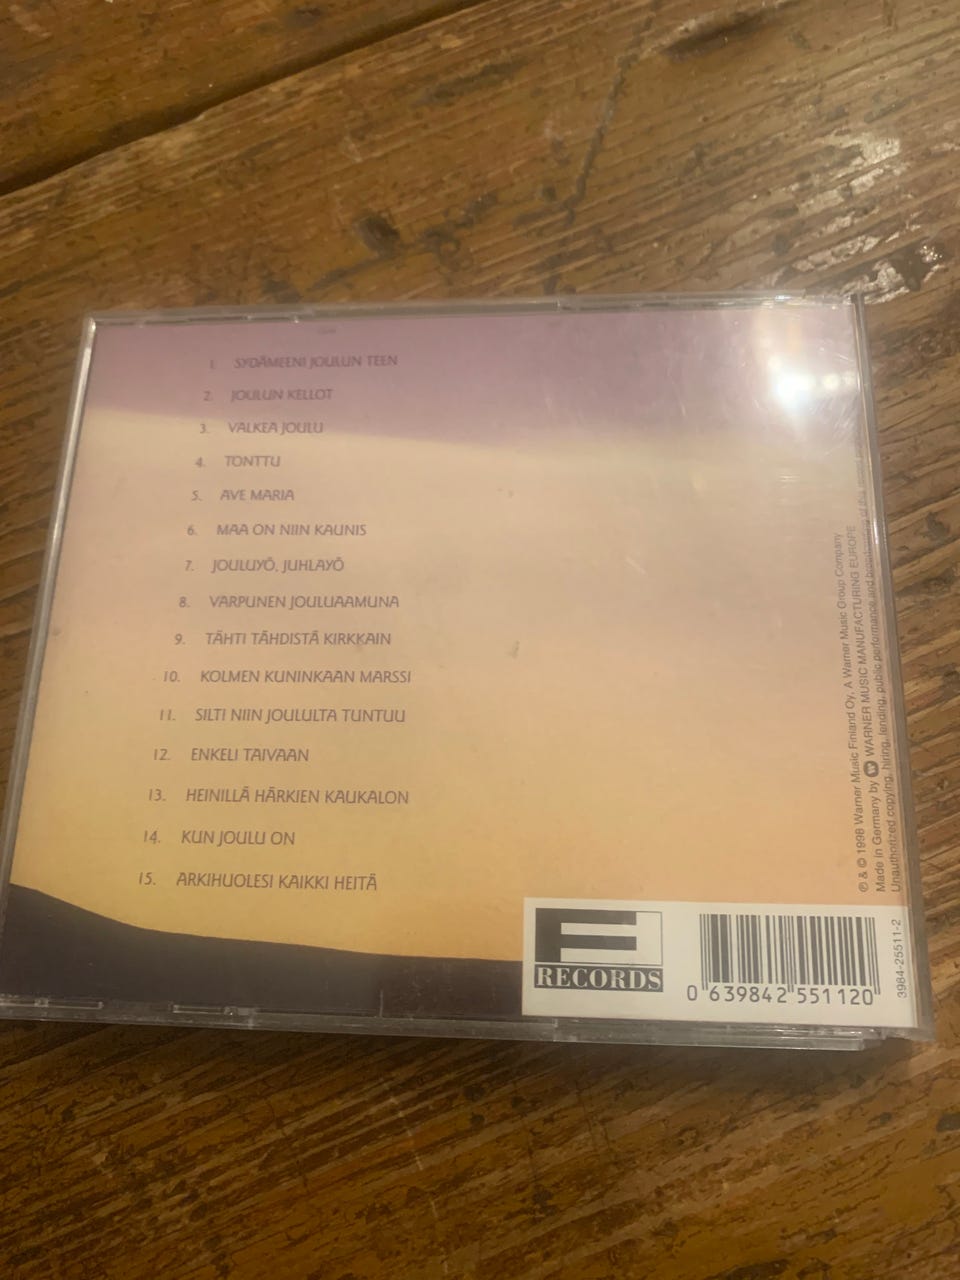 1. SYDÄMEENI JOULUN TEEN
2. JOULUN KELLOT
3. VALKEA JOULU
4. TONTTU
5. AVE MARIA
6. MAA ON NIIN KAUNIS
7. JOULUYÖ, JUHLAYÖ
8. VARPUNEN JOULUAAMUNA
9. TÄHTI TÄHDISTÄ KIRKKAIN
10. KOLMEN KUNINKAAN MARSSI
11. SILTI NIIN JOULULTA TUNTUU
12. ENKELI TAIVAAN
13. HEINILLÄ HÄRKIEN KAUKALON
14. KUN JOULU ON
15. ARKIHUOLESI KAIKKI HEITÄ
℗ & © 1998 Warner Music Finland Oy, A Warner Music Group Company
Made in Germany by W WARNER MUSIC MANUFACTURING EUROPE
Unauthorized copying, hiring, lending, public performance and broadcasting of this
E
RECORDS
0 639842 551120
3984-25511-2